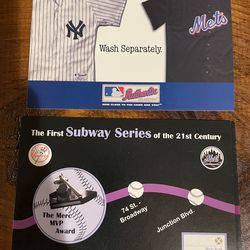 Mets
Wash Separately.
Authentic
The First Subway Series of the 21st Century
The Merc
MVP
Award
74 St. -
Broadway
Junction Blvd.